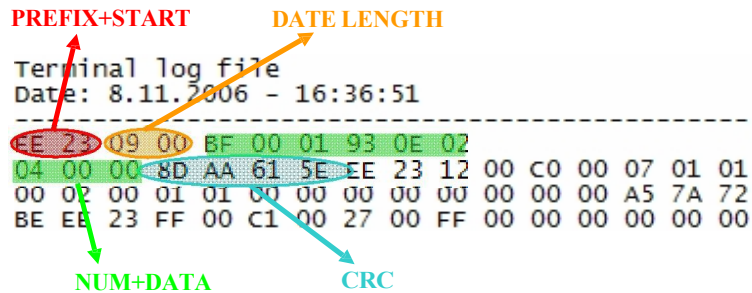 PREFIX+START DATE LENGTH
Terminal log file
Date: 8.11.2006 - 16:36:51
--------------------------------------------------
EE 23 09 00 BF 00 01 93 0E 02
04 00 00 8D AA 61 5E EE 23 12 00 C0 00 07 01 01
00 02 00 01 01 00 00 00 00 00 00 00 00 A5 7A 72
BE EE 23 FF 00 C1 00 27 00 FF 00 00 00 00 00 00
NUM+DATA CRC